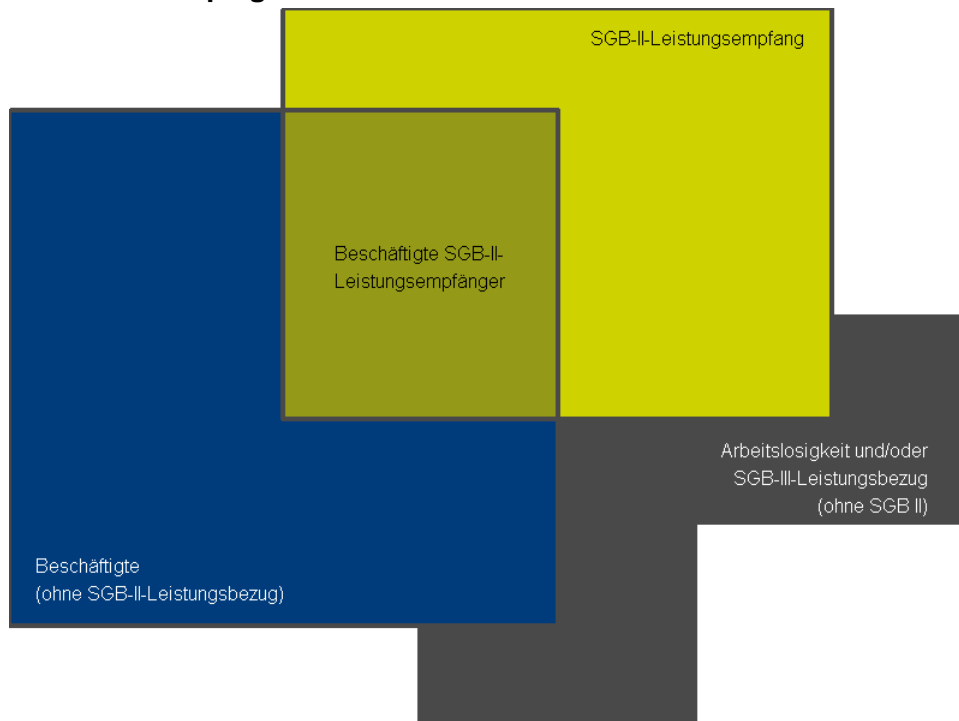 SGB-II-Leistungsempfang
Beschäftigte SGB-II-
Leistungsempfänger
Arbeitslosigkeit und/oder
SGB-III-Leistungsbezug
(ohne SGB II)
Beschäftigte
(ohne SGB-II-Leistungsbezug)